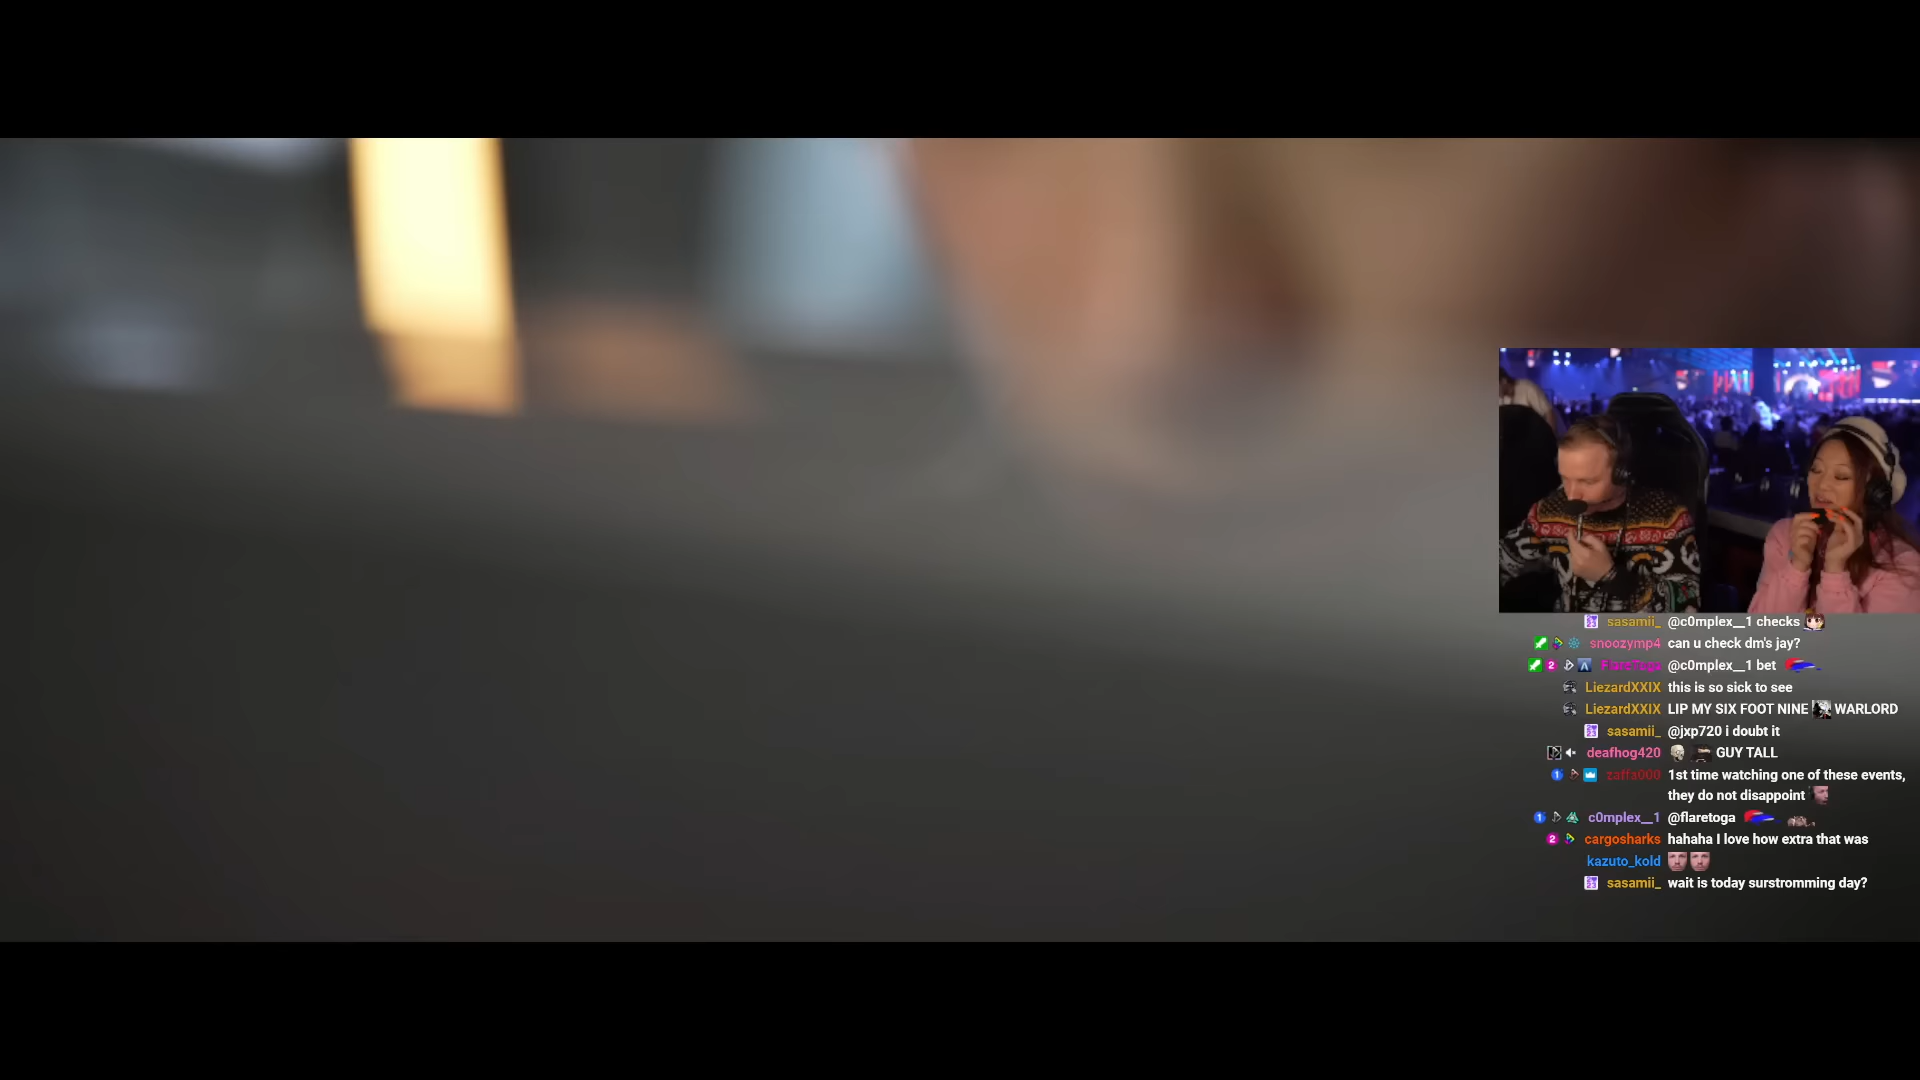 sasamii_ @c0mplex__1 checks
snoozymp4 can u check dm's jay?
FlareToga @c0mplex__1 bet
LiezardXXIX this is so sick to see
LiezardXXIX LIP MY SIX FOOT NINE WARLORD
sasamii_ @jxp720 i doubt it
deafhog420 GUY TALL
zaffa000 1st time watching one of these events,
they do not disappoint
c0mplex__1 @flaretoga
cargosharks hahaha I love how extra that was
kazuto_kold
sasamii_ wait is today surstromming day?